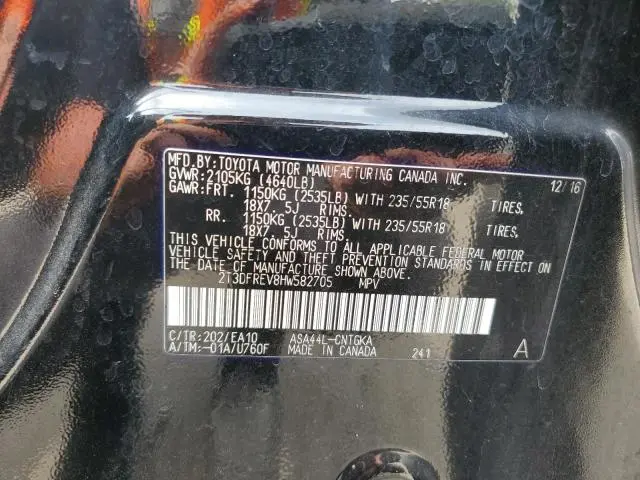 MFD.BY:TOYOTA MOTOR MANUFACTURING CANADA INC. 12/16
GVWR:2105KG (4640LB)
GAWR:FRT. 1150KG (2535LB) WITH 235/55R18 TIRES,
18X7.5J RIMS.
RR. 1150KG (2535LB) WITH 235/55R18 TIRES,
18X7.5J RIMS.
THIS VEHICLE CONFORMS TO ALL APPLICABLE FEDERAL MOTOR
VEHICLE SAFETY AND THEFT PREVENTION STANDARDS IN EFFECT ON
THE DATE OF MANUFACTURE SHOWN ABOVE.
2T3DFREV8HW582705 MPV
C/TR:202/EA10 ASA44L-CNTGKA
A/TM:-01A/U760F MADE IN CANADA 241 A